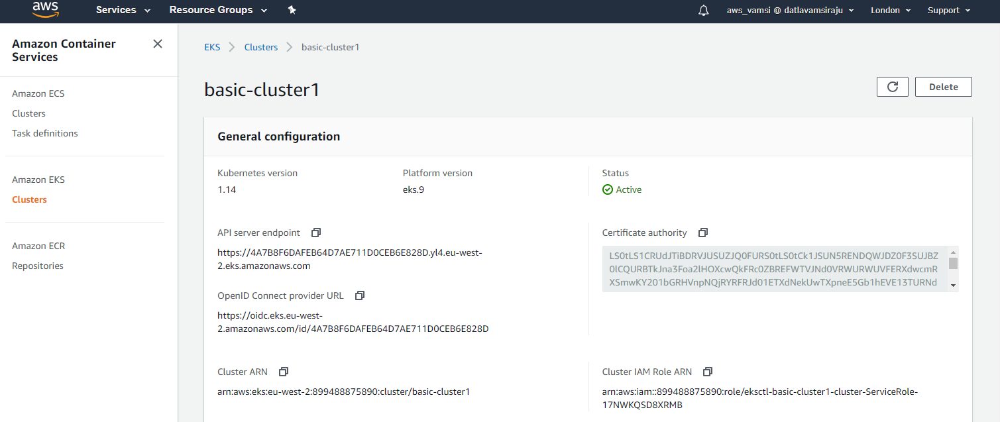 aws
Services
Resource Groups
aws_vamsi @ datlavamsiraju
London
Support
Amazon Container
Services
Amazon ECS
Clusters
Task definitions
Amazon EKS
Clusters
Amazon ECR
Repositories
EKS
Clusters
basic-cluster1
basic-cluster1
Delete
General configuration
Kubernetes version
1.14
Platform version
eks.9
Status
Active
API server endpoint
https://4A7B8F6DAFEB64D7AE711D0CEB6E828D.yl4.eu-west-
2.eks.amazonaws.com
OpenID Connect provider URL
https://oidc.eks.eu-west-
2.amazonaws.com/id/4A7B8F6DAFEB64D7AE711D0CEB6E828D
Certificate authority
LS0tLS1CRUdJTiBDRVJUSUZJQ0FURS0tLS0tCk1JSUN5RENDQWJDZ0F3SUJBZ
0lCQURBTkJna3Foa2lHOXcwQkFRc0ZBREFWTVJNd0VRWURWUVFERXdwcmR
XSmwKY201bGRHVnpNQjRYRFRJd01ETXdNekUwTXpneE5Gb1hEVE13TURNd
Cluster ARN
arn:aws:eks:eu-west-2:899488875890:cluster/basic-cluster1
Cluster IAM Role ARN
arn:aws:iam::899488875890:role/eksctl-basic-cluster1-cluster-ServiceRole-
17NWKQSD8XRMB